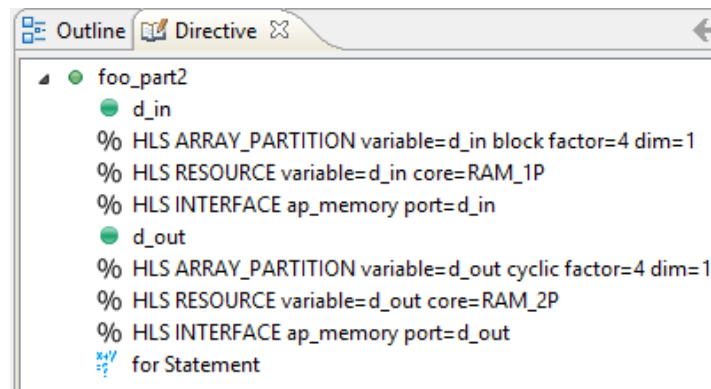 Outline Directive
foo_part2
d_in
% HLS ARRAY_PARTITION variable=d_in block factor=4 dim=1
% HLS RESOURCE variable=d_in core=RAM_1P
% HLS INTERFACE ap_memory port=d_in
d_out
% HLS ARRAY_PARTITION variable=d_out cyclic factor=4 dim=1
% HLS RESOURCE variable=d_out core=RAM_2P
% HLS INTERFACE ap_memory port=d_out
for Statement